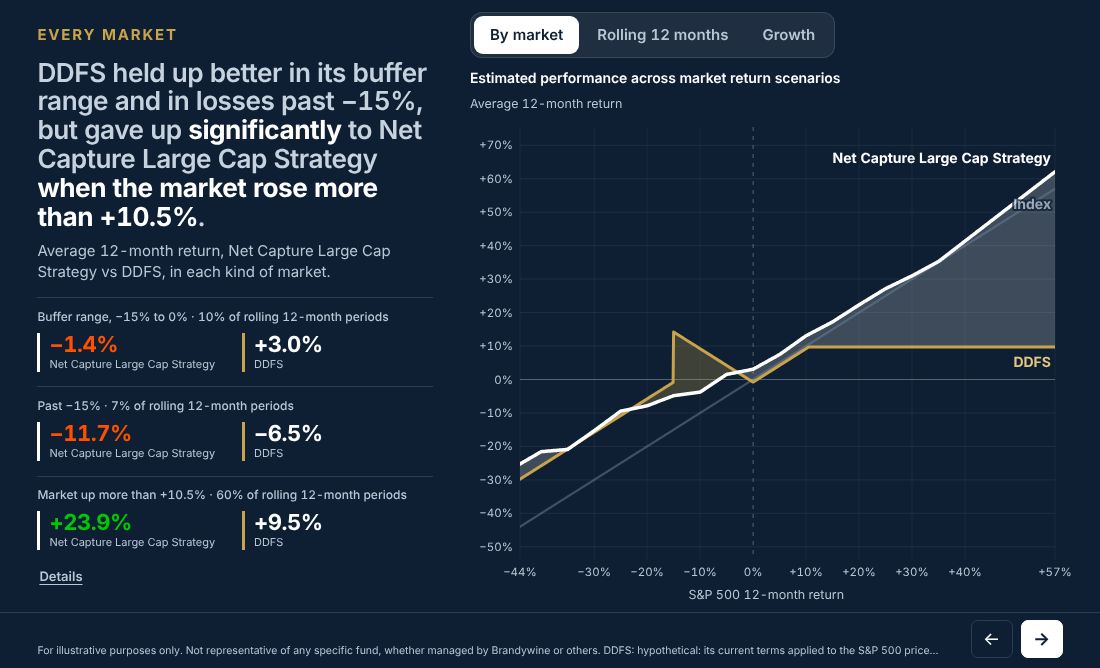 EVERY MARKET
DDFS held up better in its buffer
range and in losses past −15%,
but gave up significantly to Net
Capture Large Cap Strategy
when the market rose more
than +10.5%.
Average 12-month return, Net Capture Large Cap
Strategy vs DDFS, in each kind of market.
Buffer range, −15% to 0% · 10% of rolling 12-month periods
−1.4%
Net Capture Large Cap Strategy
+3.0%
DDFS
Past −15% · 7% of rolling 12-month periods
−11.7%
Net Capture Large Cap Strategy
−6.5%
DDFS
Market up more than +10.5% · 60% of rolling 12-month periods
+23.9%
Net Capture Large Cap Strategy
+9.5%
DDFS
Details
By market
Rolling 12 months
Growth
Estimated performance across market return scenarios
Average 12-month return
+70%
+60%
+50%
+40%
+30%
+20%
+10%
0%
−10%
−20%
−30%
−40%
−50%
Net Capture Large Cap Strategy
Index
DDFS
−44%
−30%
−20%
−10%
0%
+10%
+20%
+30%
+40%
+57%
S&P 500 12-month return
For illustrative purposes only. Not representative of any specific fund, whether managed by Brandywine or others. DDFS: hypothetical: its current terms applied to the S&P 500 price...